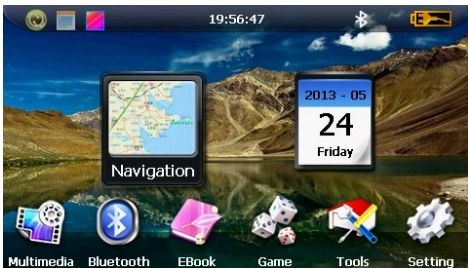 19:56:47
2013 - 05
24
Friday
Navigation
Multimedia Bluetooth EBook Game Tools Setting